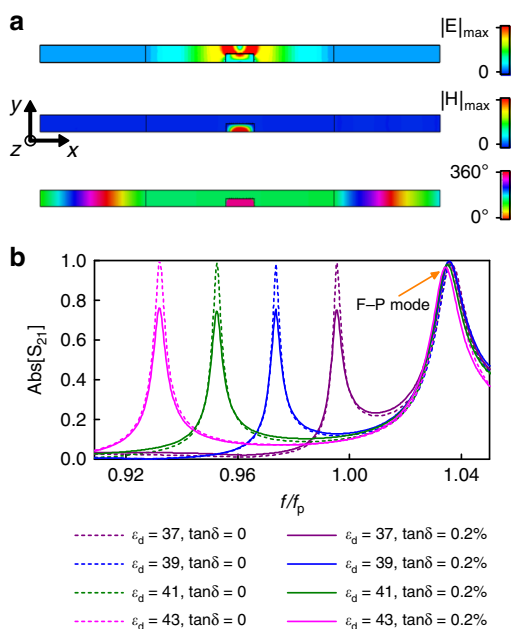 a
|E|max
0
y
z
x
|H|max
0
360°
0°
b
Abs[S21]
1.0
0.8
0.6
0.4
0.2
0.0
F–P mode
0.92 0.96 1.00 1.04
f/fp
εd = 37, tanδ = 0
εd = 37, tanδ = 0.2%
εd = 39, tanδ = 0
εd = 39, tanδ = 0.2%
εd = 41, tanδ = 0
εd = 41, tanδ = 0.2%
εd = 43, tanδ = 0
εd = 43, tanδ = 0.2%